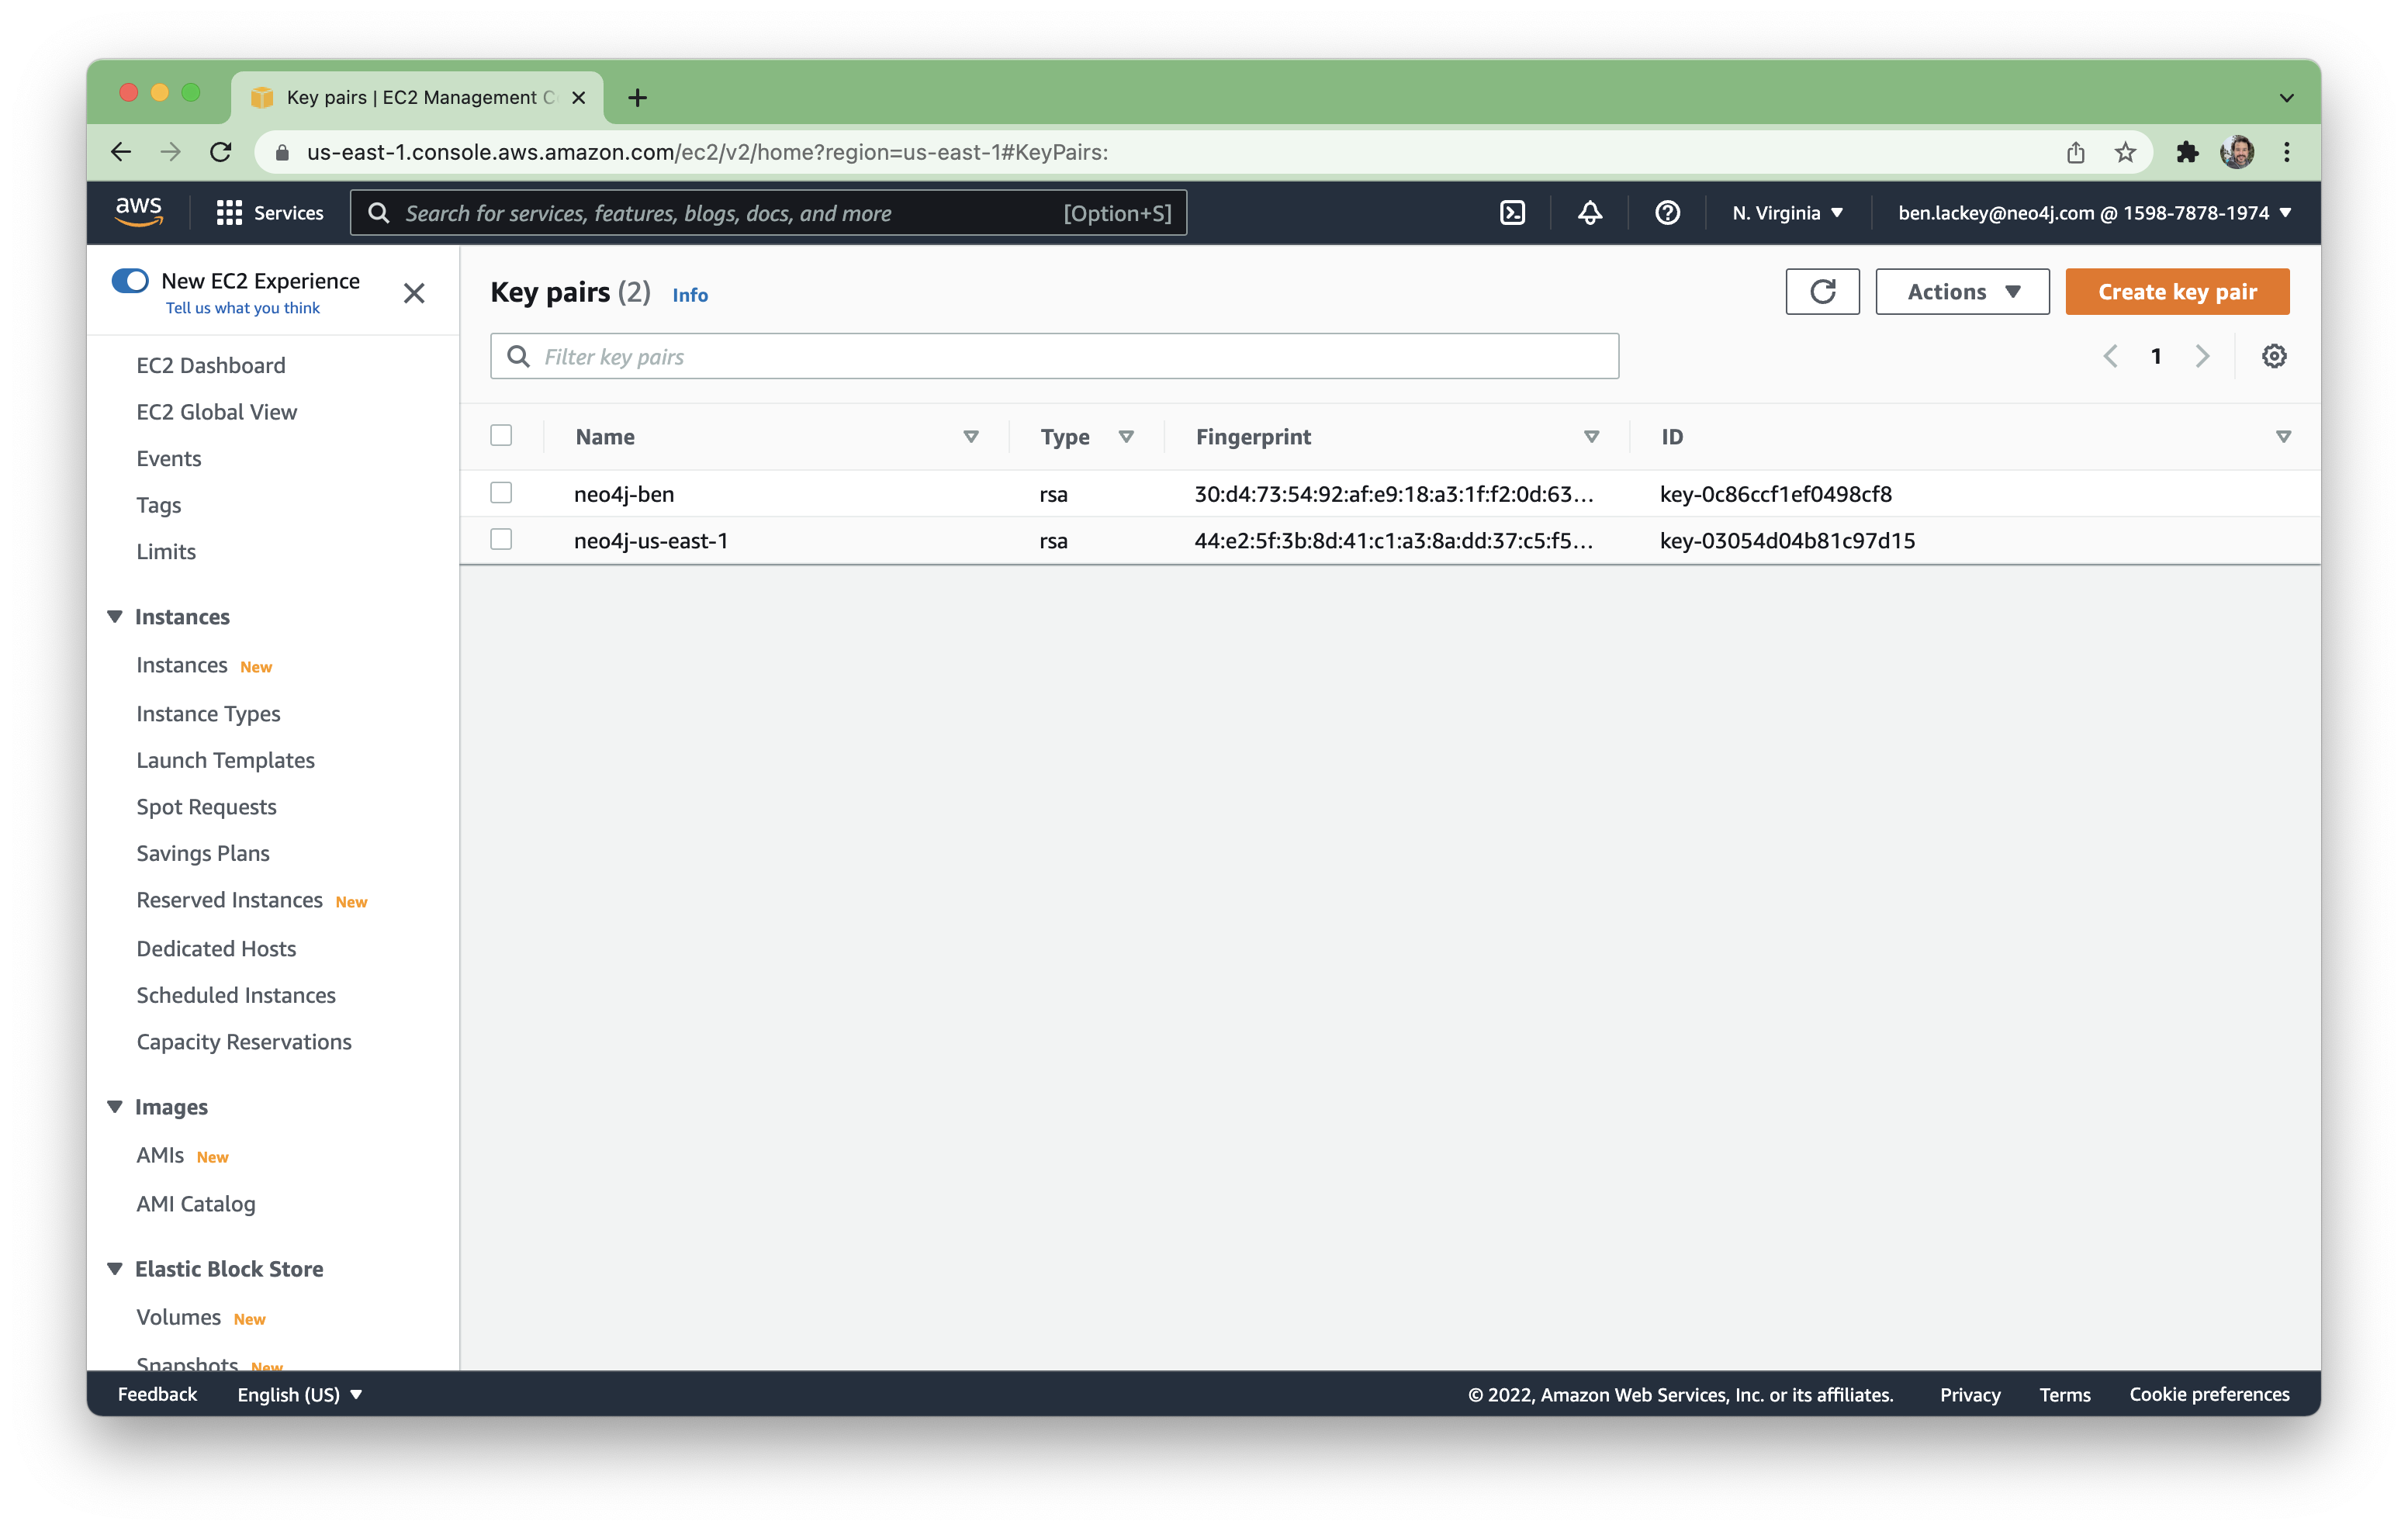 Key pairs | EC2 Management C
us-east-1.console.aws.amazon.com/ec2/v2/home?region=us-east-1#KeyPairs:
aws Services Search for services, features, blogs, docs, and more [Option+S] N. Virginia ben.lackey@neo4j.com @ 1598-7878-1974
New EC2 Experience
Tell us what you think
EC2 Dashboard
EC2 Global View
Events
Tags
Limits
Instances
Instances New
Instance Types
Launch Templates
Spot Requests
Savings Plans
Reserved Instances New
Dedicated Hosts
Scheduled Instances
Capacity Reservations
Images
AMIs New
AMI Catalog
Elastic Block Store
Volumes New
Snapshots New
Key pairs (2) Info Actions Create key pair
Filter key pairs 1
Name Type Fingerprint ID
neo4j-ben rsa 30:d4:73:54:92:af:e9:18:a3:1f:f2:0d:63... key-0c86ccf1ef0498cf8
neo4j-us-east-1 rsa 44:e2:5f:3b:8d:41:c1:a3:8a:dd:37:c5:f5... key-03054d04b81c97d15
Feedback English (US) © 2022, Amazon Web Services, Inc. or its affiliates. Privacy Terms Cookie preferences